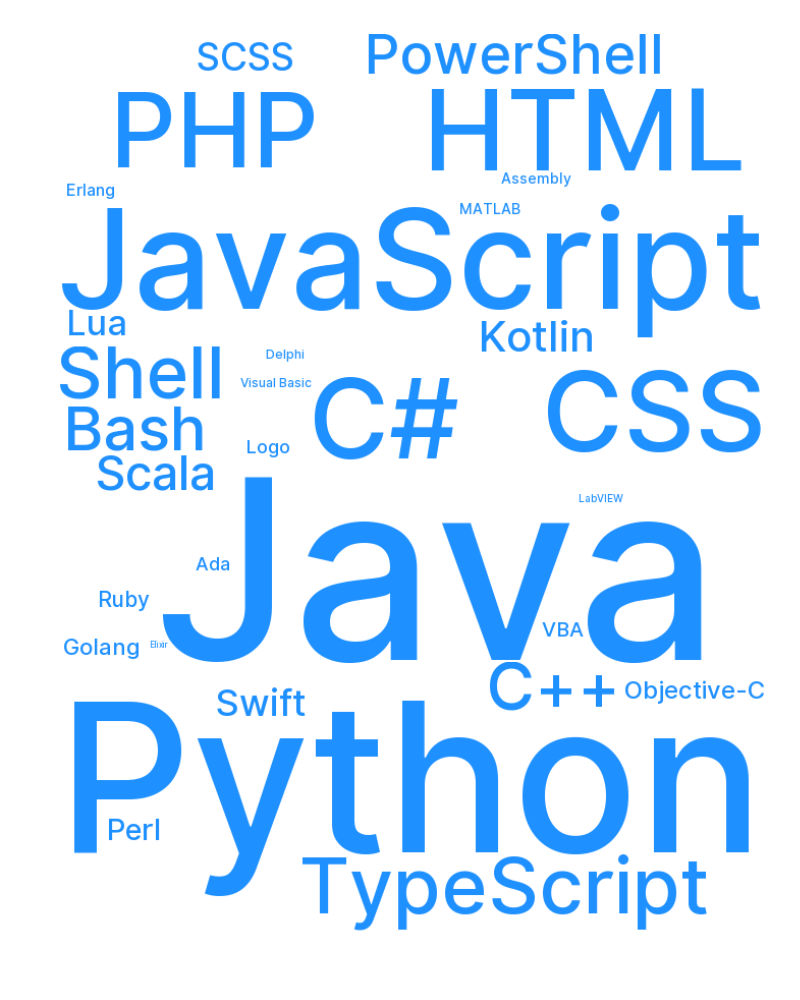 SCSS
PowerShell
PHP
HTML
Assembly
Erlang
MATLAB
JavaScript
Lua
Kotlin
Shell
Delphi
Visual Basic
C#
CSS
Bash
Logo
Scala
LabVIEW
Java
Ada
Ruby
VBA
Golang
Elixir
C++
Objective-C
Swift
Python
Perl
TypeScript